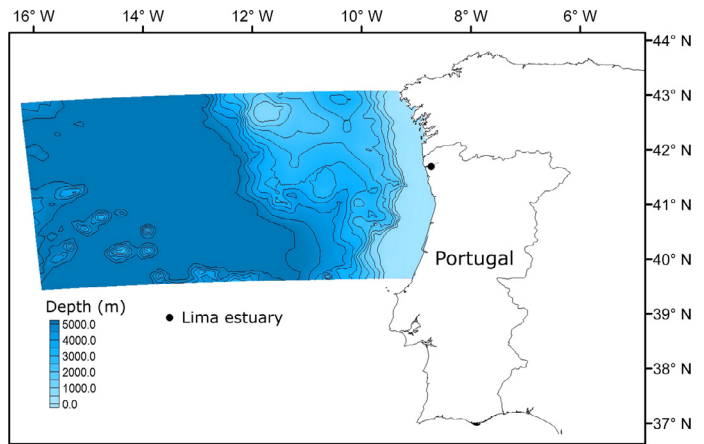 16° W 14° W 12° W 10° W 8° W 6° W
44° N
43° N
42° N
41° N
40° N
39° N
38° N
37° N
Portugal
Depth (m)
5000.0
4000.0
3000.0
2000.0
1000.0
0.0
Lima estuary